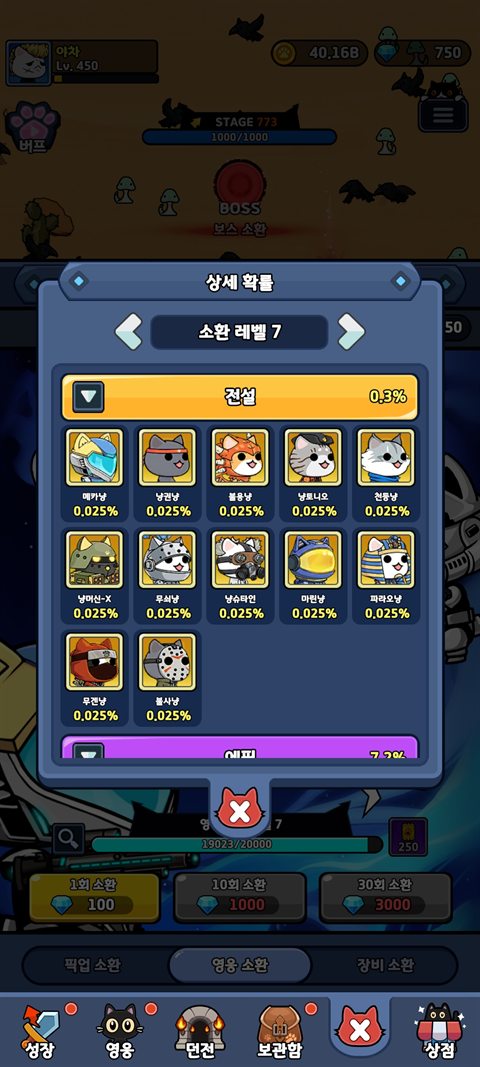 야차
Lv. 450
40.16B
750
버프
STAGE 773
1000/1000
BOSS
보스 소환
상세 확률
소환 레벨 7
50
전설
0.3%
메카냥
냥권냥
불용냥
냥토니오
천둥냥
0.025%
0.025%
0.025%
0.025%
0.025%
냥머신-X
무쇠냥
냥슈타인
마린냥
파라오냥
0.025%
0.025%
0.025%
0.025%
0.025%
무겐냥
불사냥
0.025%
0.025%
에픽
7.2%
7
19023/20000
250
1회 소환
10회 소환
30회 소환
100
1000
3000
픽업 소환
영웅 소환
장비 소환
성장
영웅
던전
보관함
상점